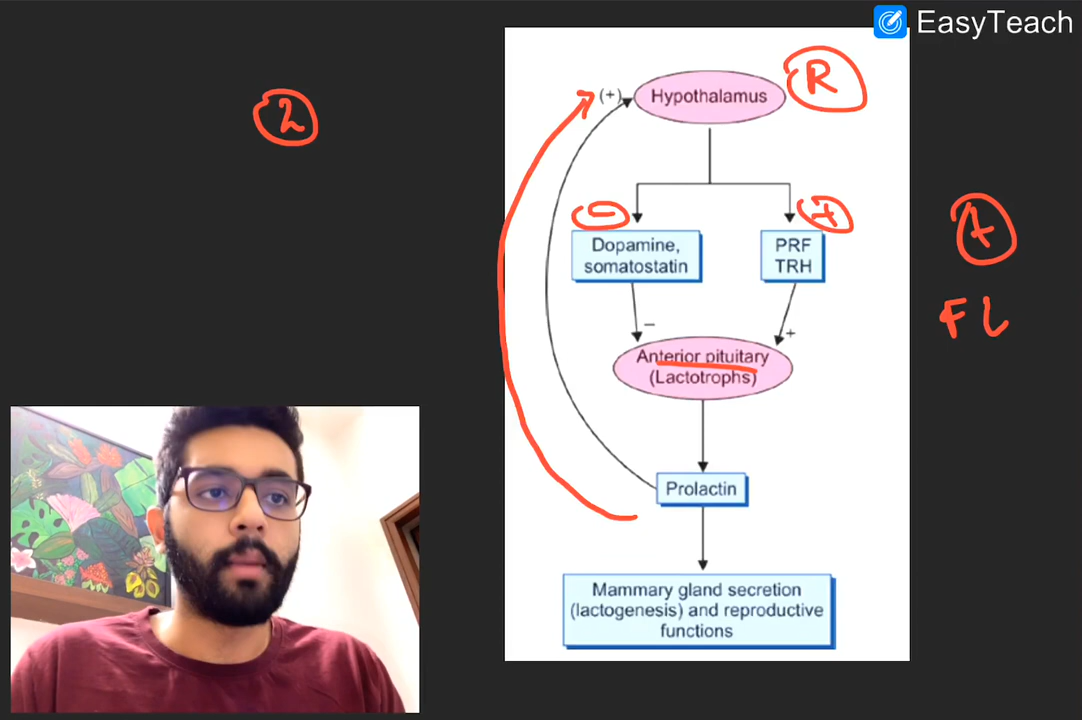 EasyTeach
2
R
(+)
Hypothalamus
−
+
Dopamine,
somatostatin
PRF
TRH
−
+
Anterior pituitary
(Lactotrophs)
Prolactin
Mammary gland secretion
(lactogenesis) and reproductive
functions
FL